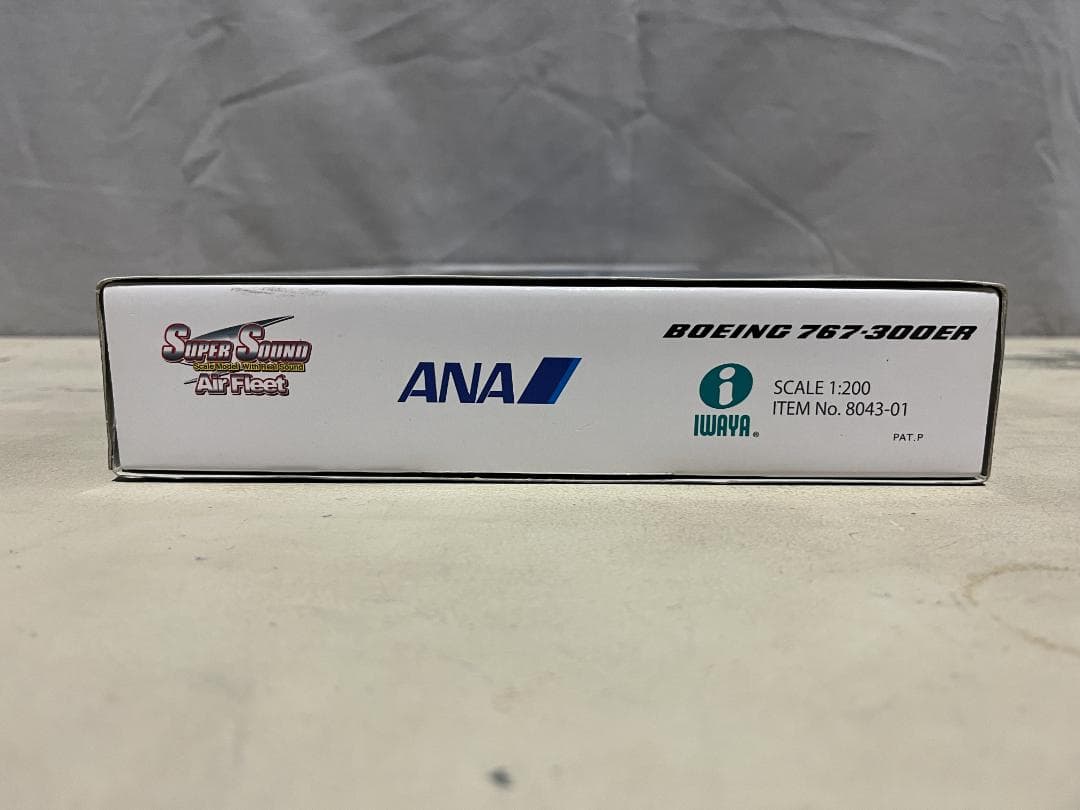 SUPER SOUND
Scale Model With Real Sound
Air Fleet
ANA
BOEING 767-300ER
IWAYA®
SCALE 1:200
ITEM No. 8043-01
PAT.P